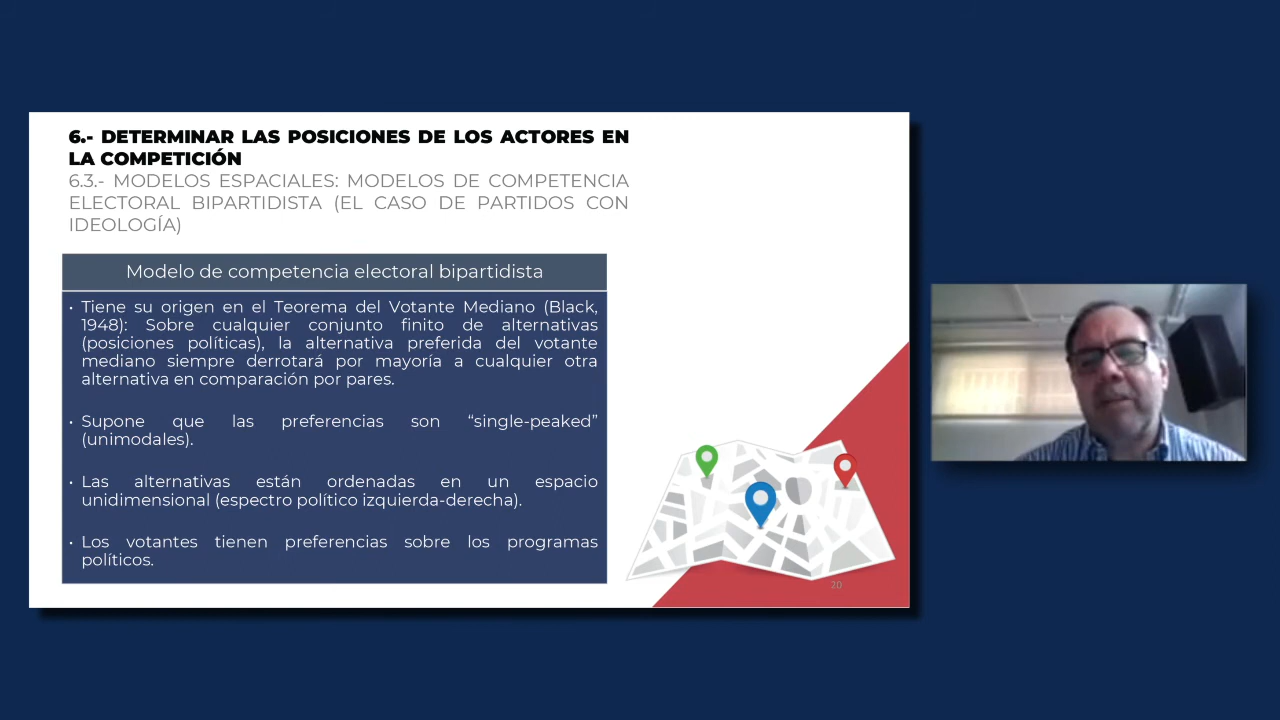 6.- DETERMINAR LAS POSICIONES DE LOS ACTORES EN
LA COMPETICIÓN
6.3.- MODELOS ESPACIALES: MODELOS DE COMPETENCIA
ELECTORAL BIPARTIDISTA (EL CASO DE PARTIDOS CON
IDEOLOGÍA)
Modelo de competencia electoral bipartidista
• Tiene su origen en el Teorema del Votante Mediano (Black,
1948): Sobre cualquier conjunto finito de alternativas
(posiciones políticas), la alternativa preferida del votante
mediano siempre derrotará por mayoría a cualquier otra
alternativa en comparación por pares.
• Supone que las preferencias son “single-peaked”
(unimodales).
• Las alternativas están ordenadas en un espacio
unidimensional (espectro político izquierda-derecha).
• Los votantes tienen preferencias sobre los programas
políticos.
20